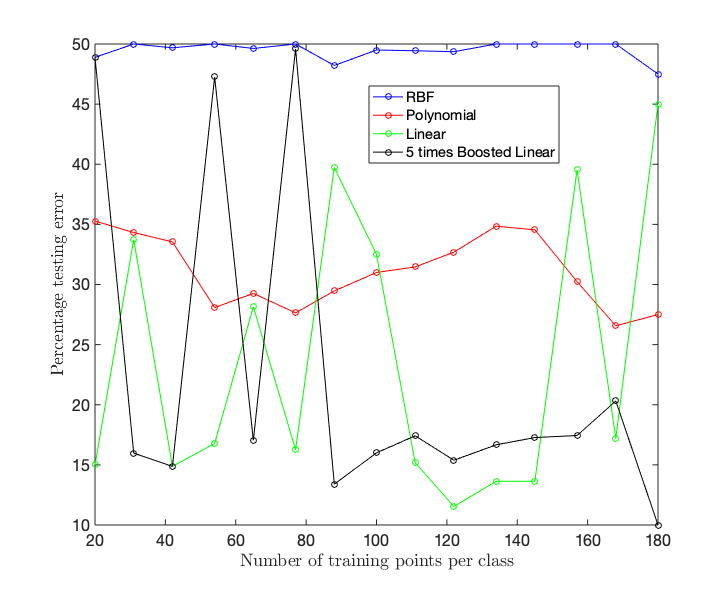 50
45
40
35
30
25
20
15
10
Percentage testing error
RBF
Polynomial
Linear
5 times Boosted Linear
20 40 60 80 100 120 140 160 180
Number of training points per class